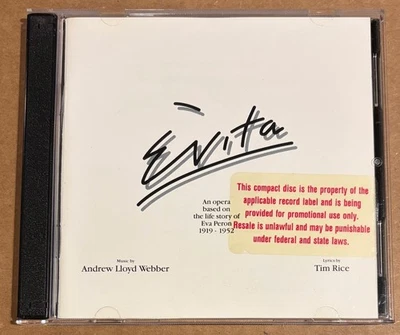 Evita
An opera
based on
the life story of
Eva Peron
1919 - 1952
This compact disc is the property of the
applicable record label and is being
provided for promotional use only.
Resale is unlawful and may be punishable
under federal and state laws.
Music by
Andrew Lloyd Webber
Lyrics by
Tim Rice